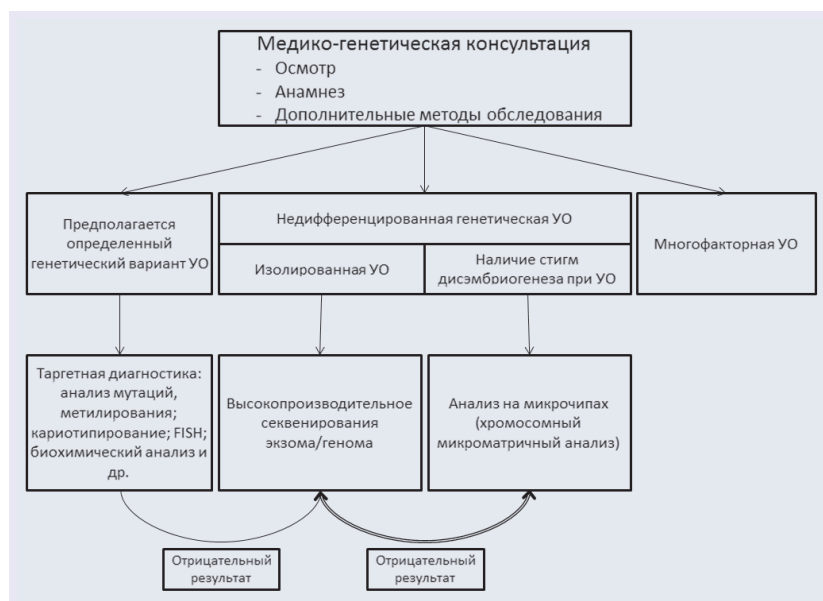 Медико-генетическая консультация
- Осмотр
- Анамнез
- Дополнительные методы обследования
Предполагается
определенный
генетический вариант УО
Недифференцированная генетическая УО
Изолированная УО
Наличие стигм
дисэмбриогенеза при УО
Многофакторная УО
Таргетная диагностика:
анализ мутаций,
метилирования;
кариотипирование; FISH;
биохимический анализ и
др.
Высокопроизводительное
секвенирования
экзома/генома
Анализ на микрочипах
(хромосомный
микроматричный анализ)
Отрицательный
результат
Отрицательный
результат